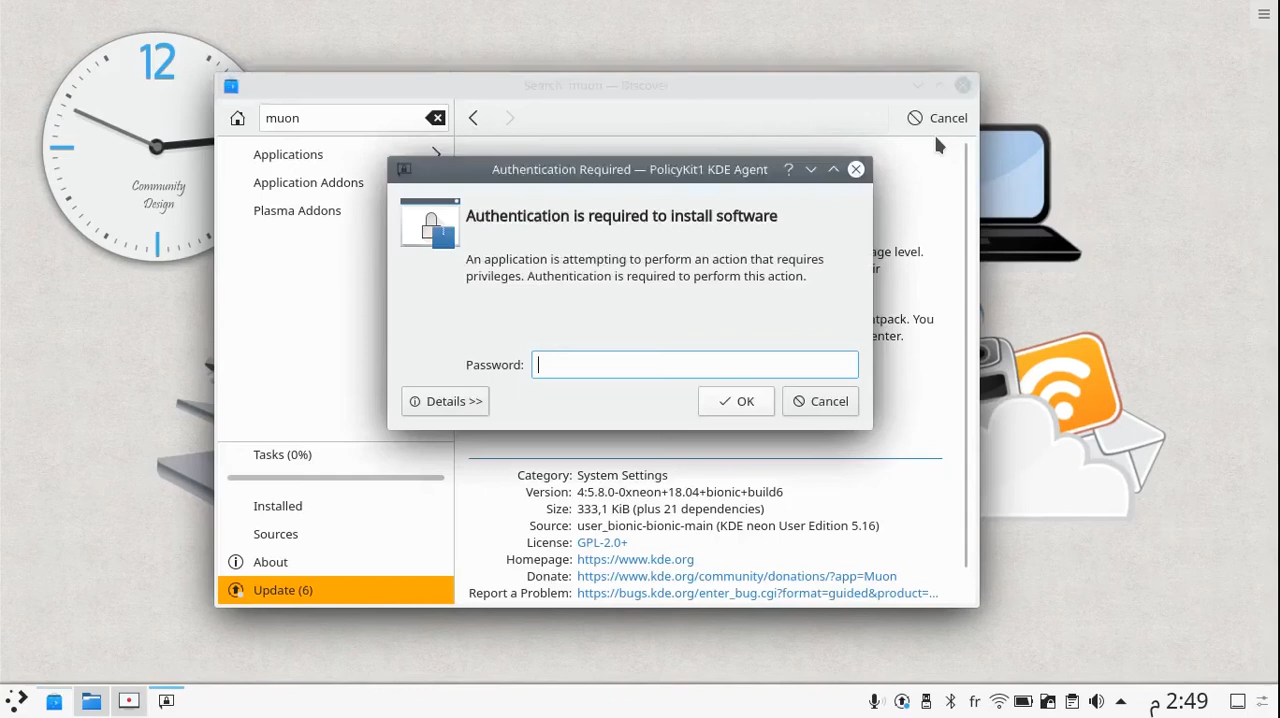 12
Community
Design
Search: muon — Discover
muon
Cancel
Applications
Application Addons
Plasma Addons
Authentication Required — PolicyKit1 KDE Agent
Authentication is required to install software
An application is attempting to perform an action that requires
privileges. Authentication is required to perform this action.
age level.
tpack. You
enter.
Password:
Details >>
OK
Cancel
Tasks (0%)
Installed
Sources
About
Update (6)
Category: System Settings
Version: 4:5.8.0-0xneon+18.04+bionic+build6
Size: 333,1 KiB (plus 21 dependencies)
Source: user_bionic-bionic-main (KDE neon User Edition 5.16)
License: GPL-2.0+
Homepage: https://www.kde.org
Donate: https://www.kde.org/community/donations/?app=Muon
Report a Problem: https://bugs.kde.org/enter_bug.cgi?format=guided&product=...
fr
2:49 م